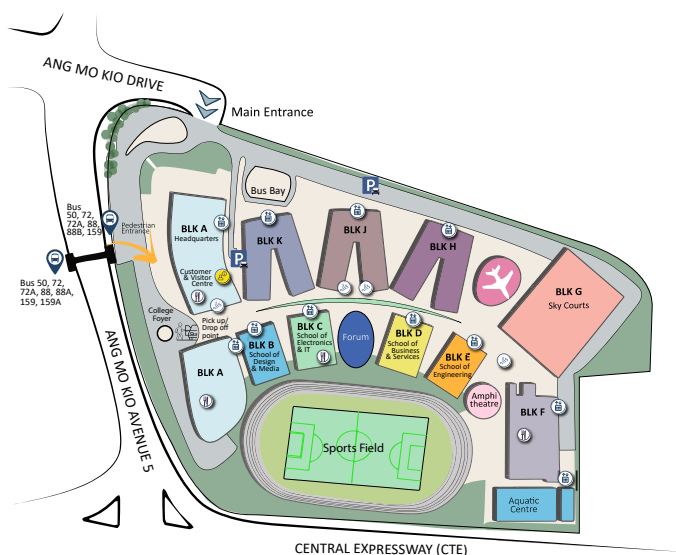 ANG MO KIO DRIVE
Main Entrance
Bus Bay
P
Bus
50, 72,
72A, 88,
88B, 159
Pedestrian
Entrance
BLK A
Headquarters
BLK K
BLK J
BLK H
P
Customer
& Visitor
Centre
Bus 50, 72,
72A, 88, 88A,
159, 159A
BLK G
Sky Courts
College
Foyer
Pick up/
Drop off
point
BLK C
School of
Electronics
& IT
Forum
BLK D
School of
Business
& Services
BLK B
School of
Design
& Media
BLK E
School of
Engineering
BLK A
Amphi
theatre
BLK F
ANG MO KIO AVENUE 5
Sports Field
Aquatic
Centre
CENTRAL EXPRESSWAY (CTE)